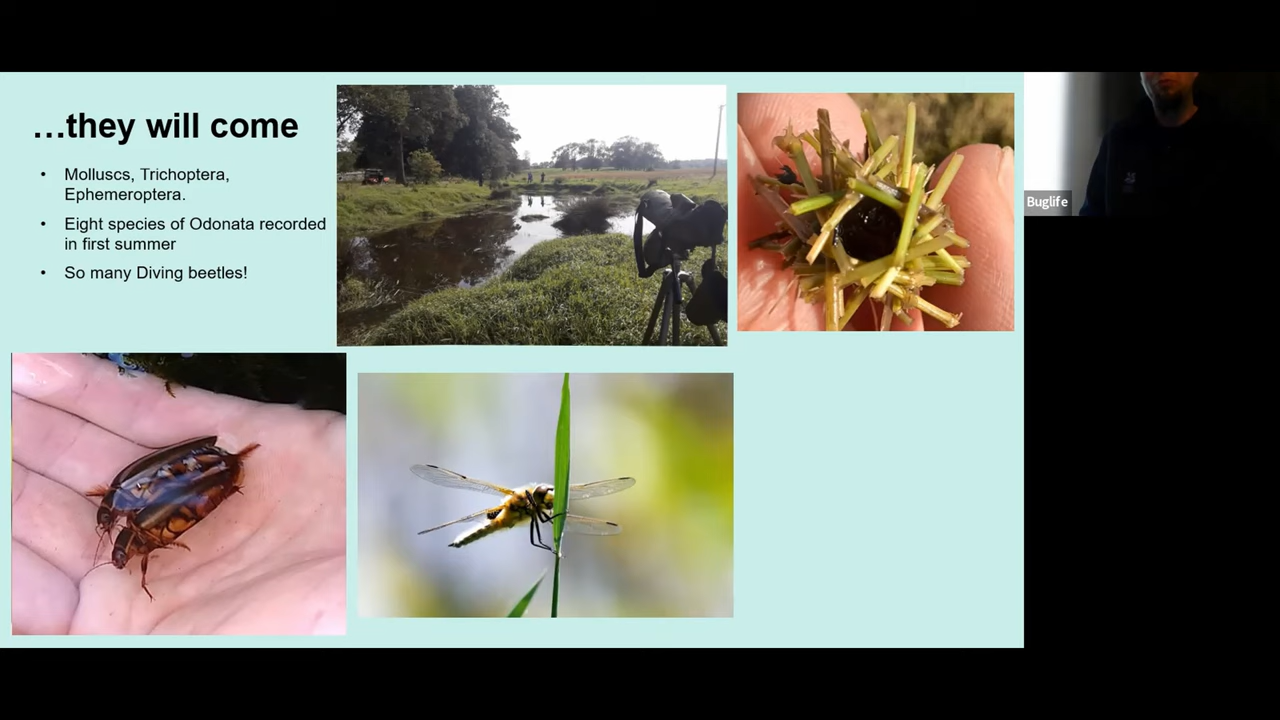 …they will come
• Molluscs, Trichoptera,
Ephemeroptera.
• Eight species of Odonata recorded
in first summer
• So many Diving beetles!
Buglife